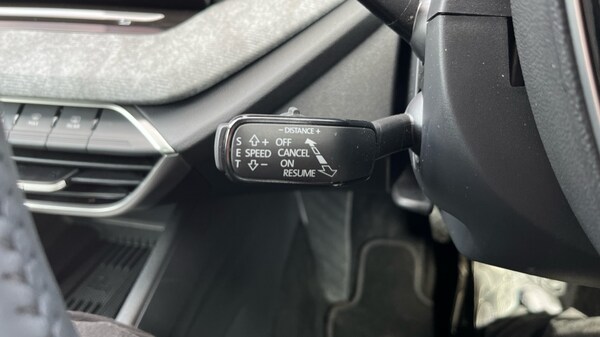 - DISTANCE +
S ⇧+ OFF
E SPEED CANCEL
T ⇩- ON
RESUME